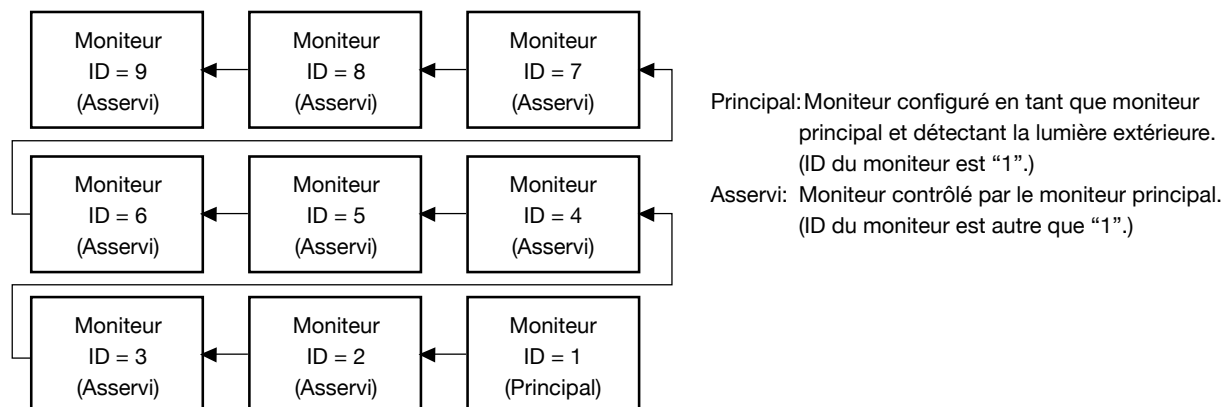 Moniteur
ID = 9
(Asservi)
Moniteur
ID = 8
(Asservi)
Moniteur
ID = 7
(Asservi)
Moniteur
ID = 6
(Asservi)
Moniteur
ID = 5
(Asservi)
Moniteur
ID = 4
(Asservi)
Moniteur
ID = 3
(Asservi)
Moniteur
ID = 2
(Asservi)
Moniteur
ID = 1
(Principal)
Principal: Moniteur configuré en tant que moniteur
principal et détectant la lumière extérieure.
(ID du moniteur est “1”.)
Asservi: Moniteur contrôlé par le moniteur principal.
(ID du moniteur est autre que “1”.)